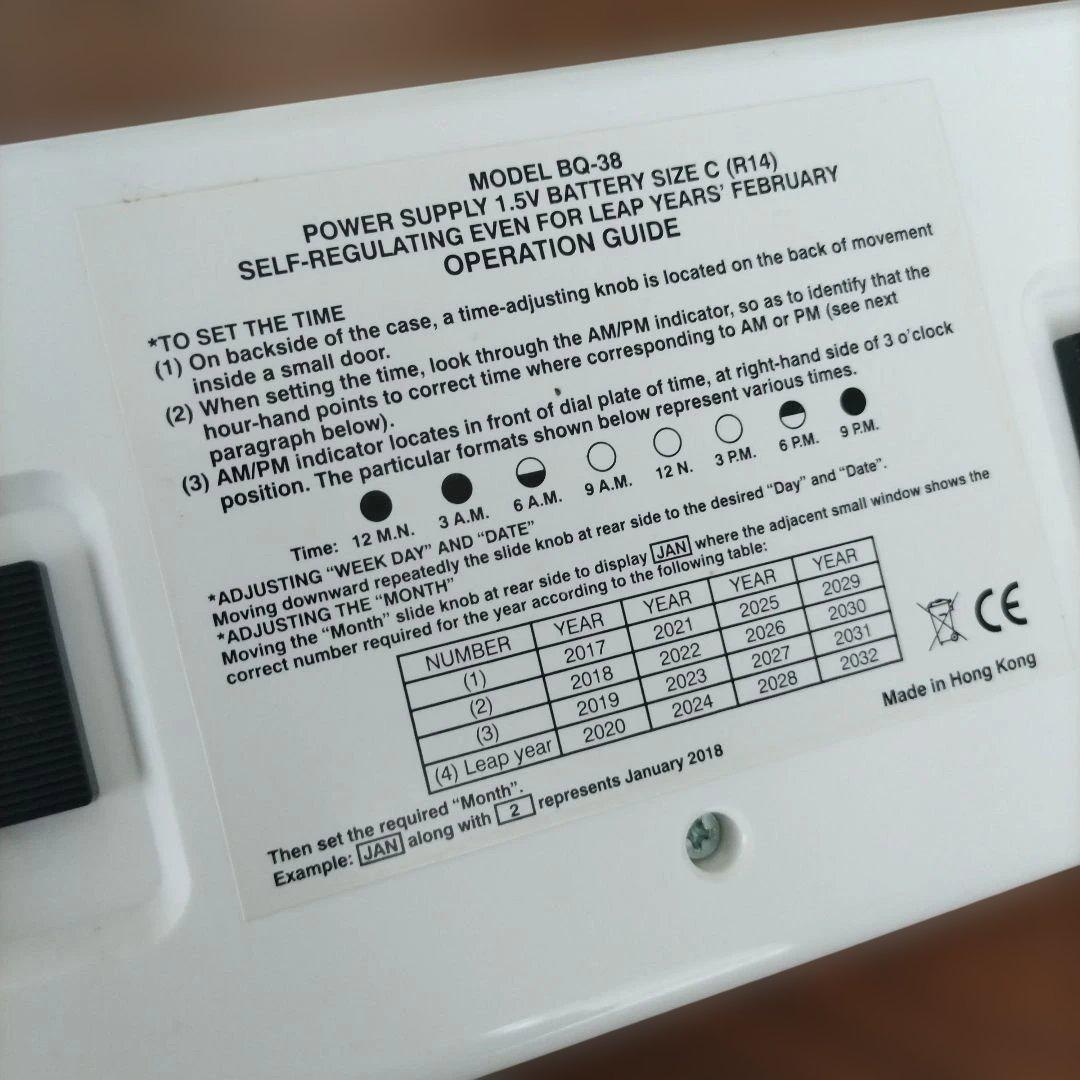 MODEL BQ-38
POWER SUPPLY 1.5V BATTERY SIZE C (R14)
SELF-REGULATING EVEN FOR LEAP YEARS' FEBRUARY
OPERATION GUIDE
*TO SET THE TIME
(1) On backside of the case, a time-adjusting knob is located on the back of movement
inside a small door.
(2) When setting the time, look through the AM/PM indicator, so as to identify that the
hour-hand points to correct time where corresponding to AM or PM (see next
paragraph below).
(3) AM/PM indicator locates in front of dial plate of time, at right-hand side of 3 o'clock
position. The particular formats shown below represent various times.
Time: 12 M.N. 3 A.M. 6 A.M. 9 A.M. 12 N. 3 P.M. 6 P.M. 9 P.M.
*ADJUSTING "WEEK DAY" AND "DATE"
Moving downward repeatedly the slide knob at rear side to the desired "Day" and "Date".
*ADJUSTING THE "MONTH"
Moving the "Month" slide knob at rear side to display JAN where the adjacent small window shows the
correct number required for the year according to the following table:
NUMBER YEAR YEAR YEAR YEAR
(1) 2017 2021 2025 2029
(2) 2018 2022 2026 2030
(3) 2019 2023 2027 2031
(4) Leap year 2020 2024 2028 2032
CE
Made in Hong Kong
Then set the required "Month".
Example: JAN along with 2 represents January 2018